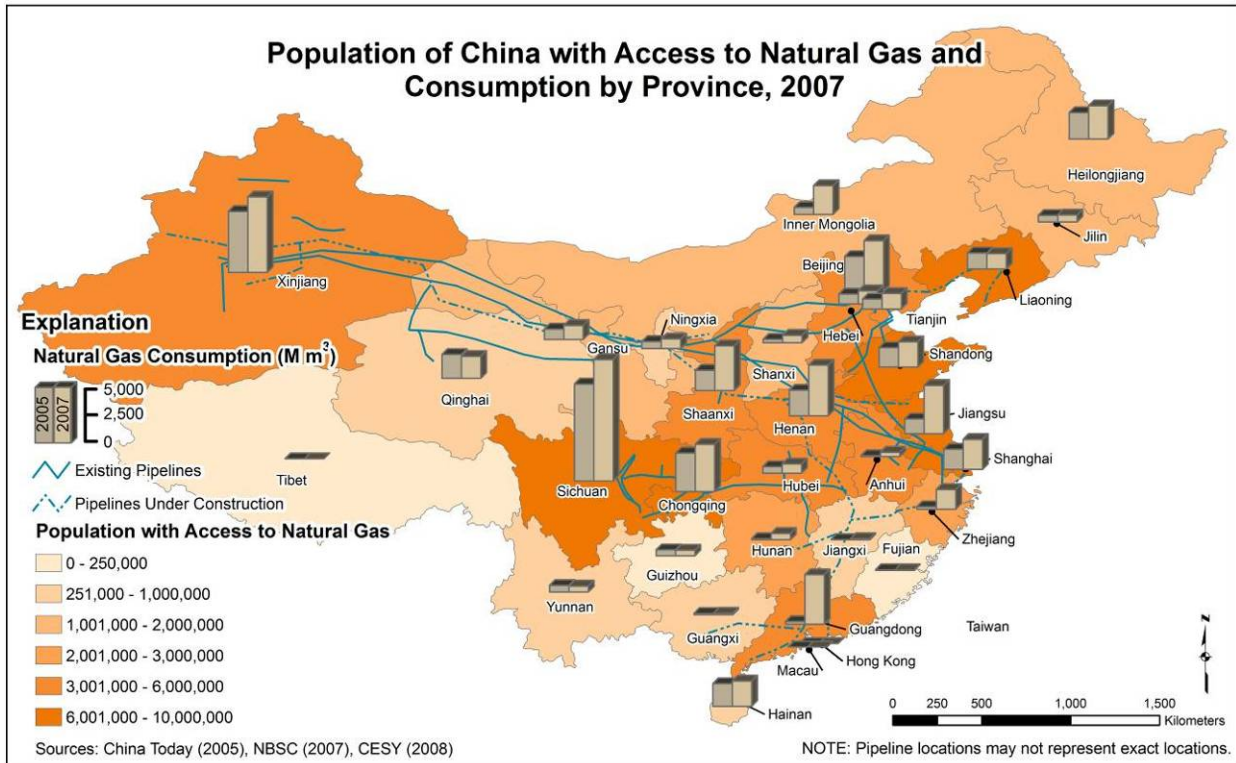 Population of China with Access to Natural Gas and
Consumption by Province, 2007
Heilongjiang
Inner Mongolia
Jilin
Beijing
Xinjiang
Liaoning
Explanation
Ningxia
Tianjin
Hebei
Natural Gas Consumption (M m³)
Gansu
Shanxi
Shandong
2005
2007
5,000
2,500
0
Qinghai
Shaanxi
Henan
Jiangsu
Existing Pipelines
Tibet
Sichuan
Chongqing
Hubei
Anhui
Shanghai
Pipelines Under Construction
Population with Access to Natural Gas
Zhejiang
Hunan
Jiangxi
Fujian
0 - 250,000
Guizhou
251,000 - 1,000,000
Yunnan
1,001,000 - 2,000,000
Guangxi
Guangdong
Taiwan
N
2,001,000 - 3,000,000
Macau
Hong Kong
3,001,000 - 6,000,000
6,001,000 - 10,000,000
Hainan
0 250 500 1,000 1,500
Kilometers
Sources: China Today (2005), NBSC (2007), CESY (2008)
NOTE: Pipeline locations may not represent exact locations.